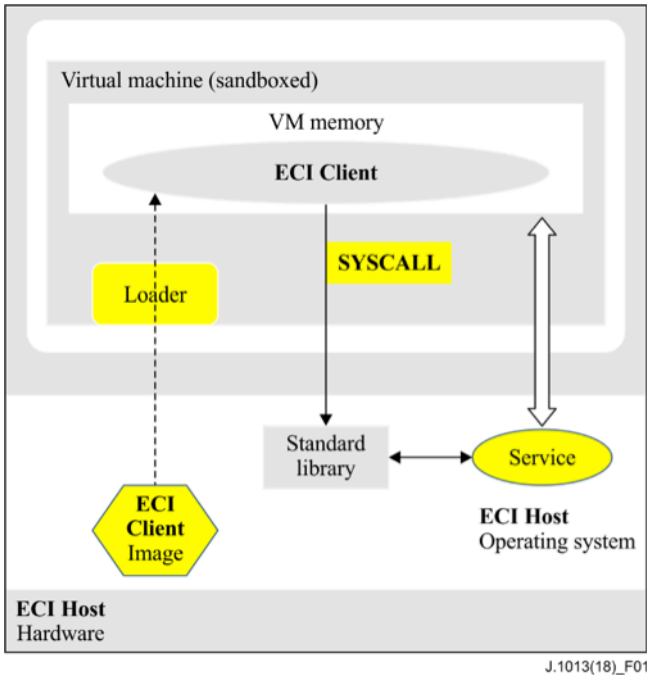 Virtual machine (sandboxed)
VM memory
ECI Client
SYSCALL
Loader
Standard
library
Service
ECI
Client
Image
ECI Host
Operating system
ECI Host
Hardware
J.1013(18)_F01